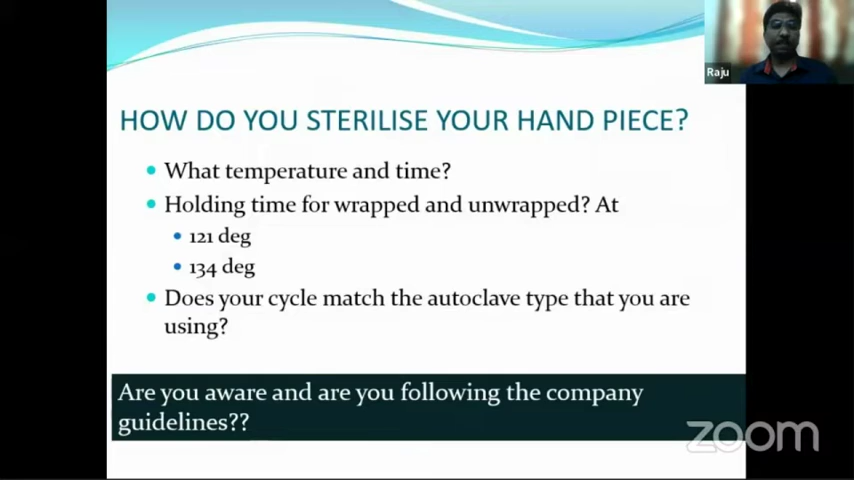 Raju
HOW DO YOU STERILISE YOUR HAND PIECE?
• What temperature and time?
• Holding time for wrapped and unwrapped? At
• 121 deg
• 134 deg
• Does your cycle match the autoclave type that you are
using?
Are you aware and are you following the company
guidelines??
zoom